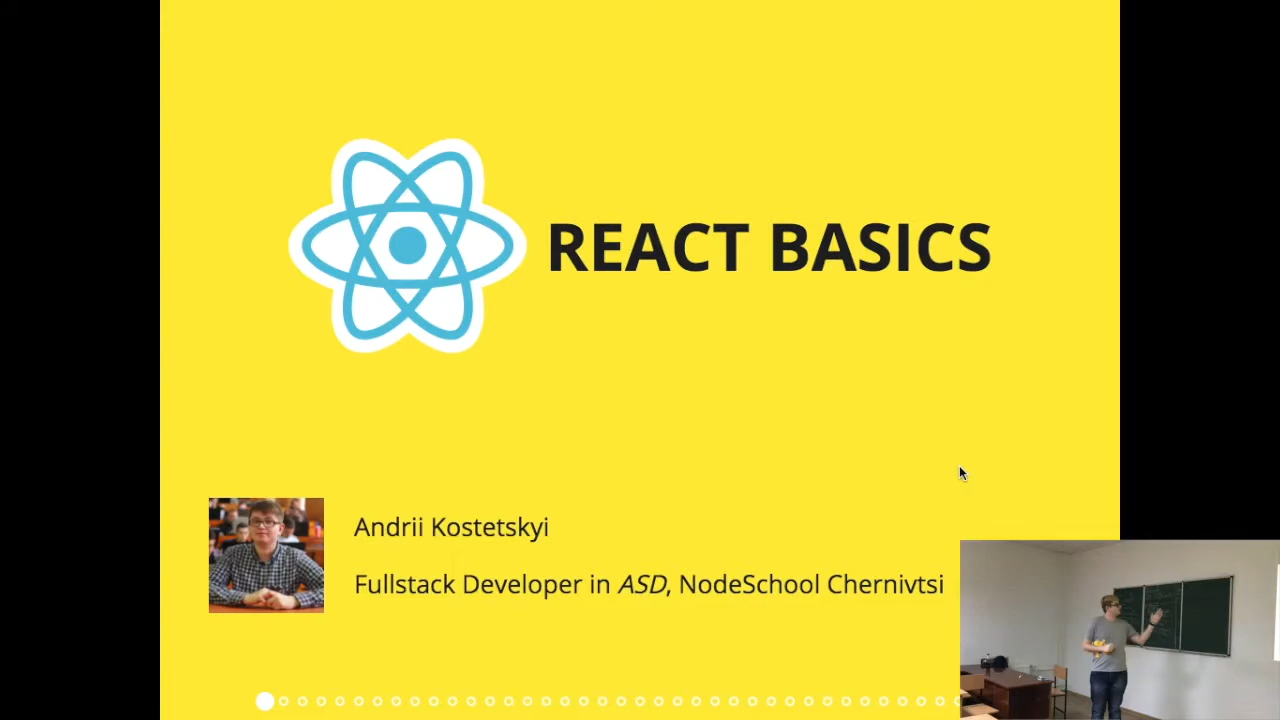 REACT BASICS
Andrii Kostetskyi
Fullstack Developer in ASD, NodeSchool Chernivtsi